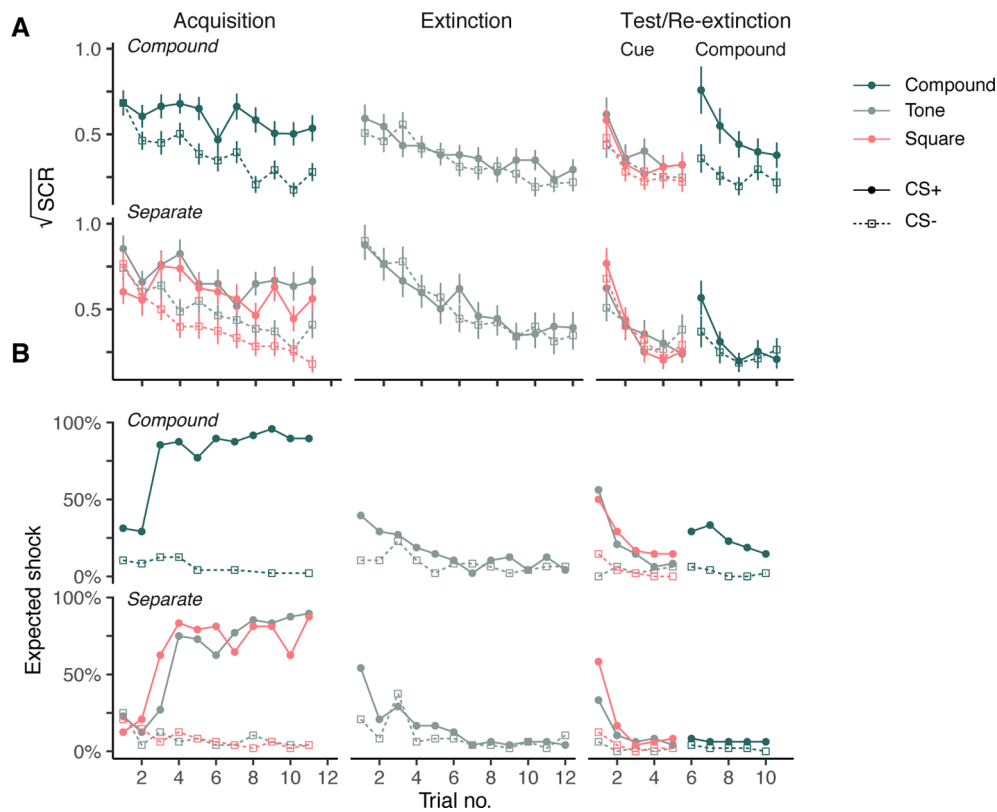 A
Acquisition
Extinction
Test/Re-extinction
Compound
Cue
Compound
1.0
0.5
Separate
1.0
0.5
√SCR
Compound
Tone
Square
CS+
CS-
B
Compound
100%
50%
0%
Separate
100%
50%
0%
Expected shock
2 4 6 8 10 12
2 4 6 8 10 12
2 4 6 8 10
Trial no.